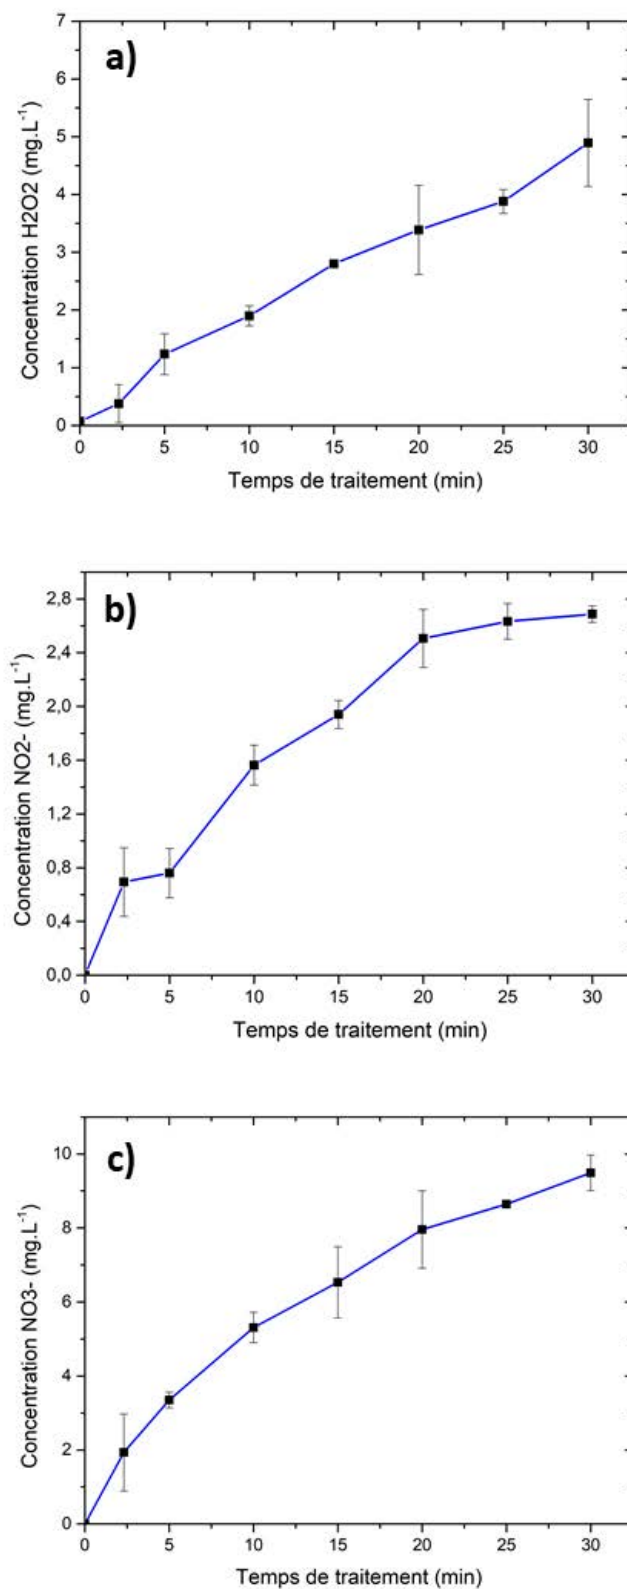 a)
Concentration H2O2 (mg.L⁻¹)
7
6
5
4
3
2
1
0
0 5 10 15 20 25 30
Temps de traitement (min)
b)
Concentration NO2- (mg.L⁻¹)
2,8
2,4
2,0
1,6
1,2
0,8
0,4
0,0
0 5 10 15 20 25 30
Temps de traitement (min)
c)
Concentration NO3- (mg.L⁻¹)
10
8
6
4
2
0
0 5 10 15 20 25 30
Temps de traitement (min)